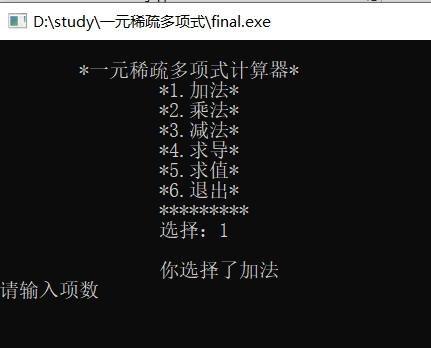 D:\study\一元稀疏多项式\final.exe
*一元稀疏多项式计算器*
*1.加法*
*2.乘法*
*3.减法*
*4.求导*
*5.求值*
*6.退出*
*********
选择：1
你选择了加法
请输入项数